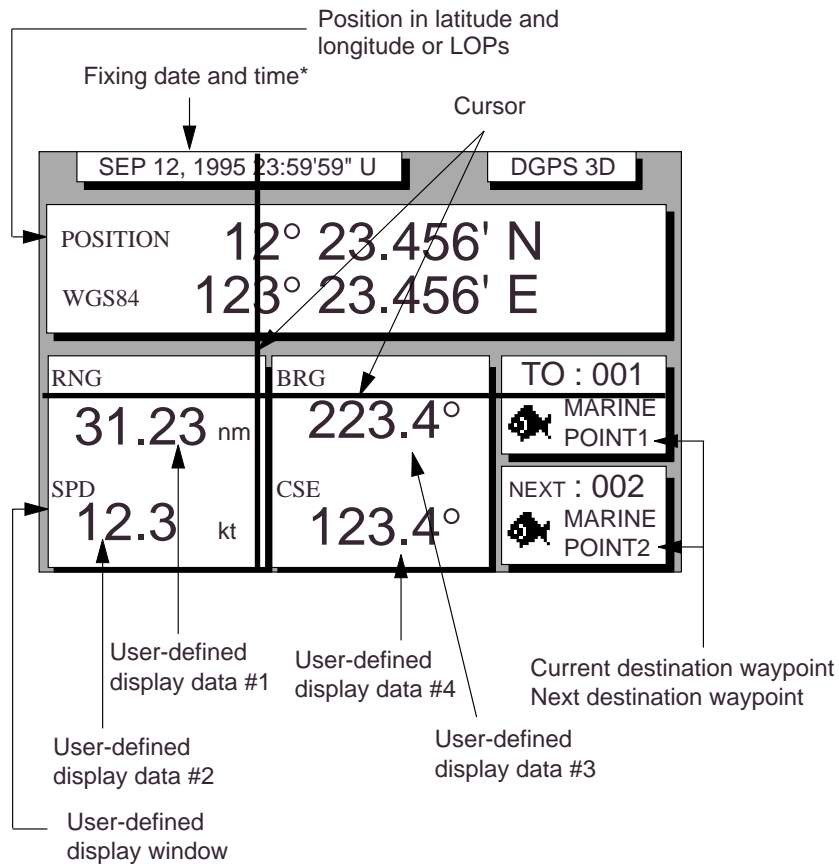 Position in latitude and
longitude or LOPs
Fixing date and time*
Cursor
SEP 12, 1995 23:59'59" U
DGPS 3D
POSITION 12° 23.456' N
WGS84 123° 23.456' E
RNG
31.23 nm
SPD
12.3 kt
BRG
223.4°
CSE
123.4°
TO : 001
MARINE
POINT1
NEXT : 002
MARINE
POINT2
User-defined
display data #1
User-defined
display data #4
Current destination waypoint
Next destination waypoint
User-defined
display data #2
User-defined
display data #3
User-defined
display window